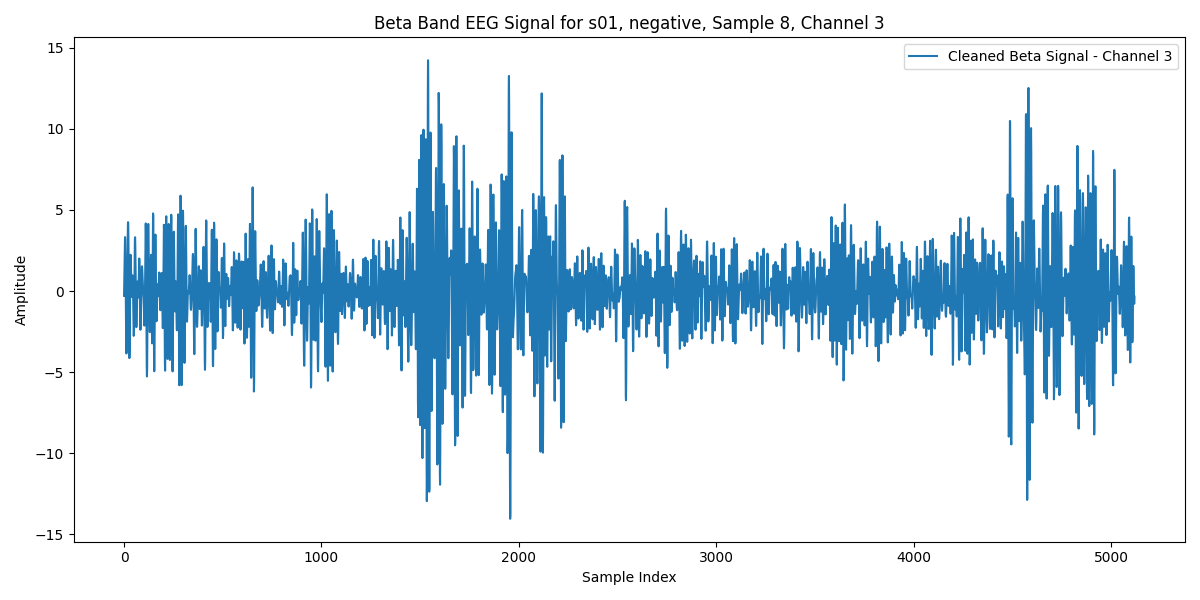 Beta Band EEG Signal for s01, negative, Sample 8, Channel 3
Cleaned Beta Signal - Channel 3
15
10
5
0
−5
−10
−15
Amplitude
0 1000 2000 3000 4000 5000
Sample Index